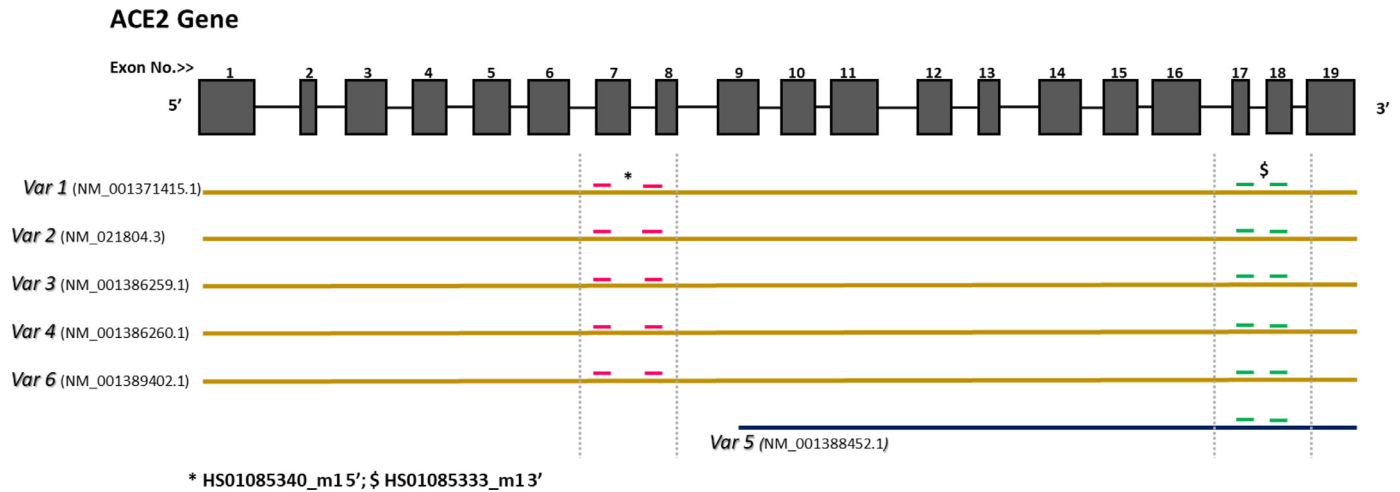 ACE2 Gene
Exon No.>> 1 2 3 4 5 6 7 8 9 10 11 12 13 14 15 16 17 18 19
5’ 3’
* $
Var 1 (NM_001371415.1)
Var 2 (NM_021804.3)
Var 3 (NM_001386259.1)
Var 4 (NM_001386260.1)
Var 6 (NM_001389402.1)
Var 5 (NM_001388452.1)
* HS01085340_m1 5’; $ HS01085333_m1 3’